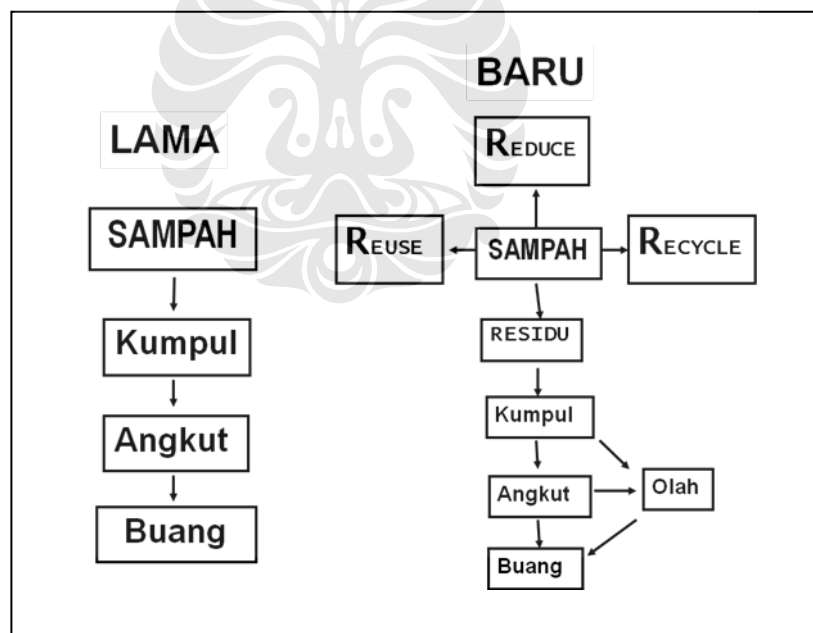 LAMA
SAMPAH
Kumpul
Angkut
Buang
BARU
REDUCE
REUSE
SAMPAH
RECYCLE
RESIDU
Kumpul
Angkut
Olah
Buang